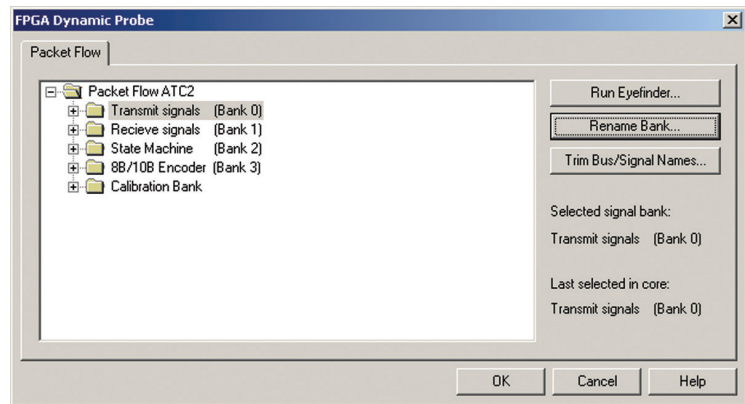 FPGA Dynamic Probe
Packet Flow
Packet Flow ATC2
Transmit signals (Bank 0)
Recieve signals (Bank 1)
State Machine (Bank 2)
8B/10B Encoder (Bank 3)
Calibration Bank
Run Eyefinder...
Rename Bank...
Trim Bus/Signal Names...
Selected signal bank:
Transmit signals (Bank 0)
Last selected in core:
Transmit signals (Bank 0)
OK
Cancel
Help